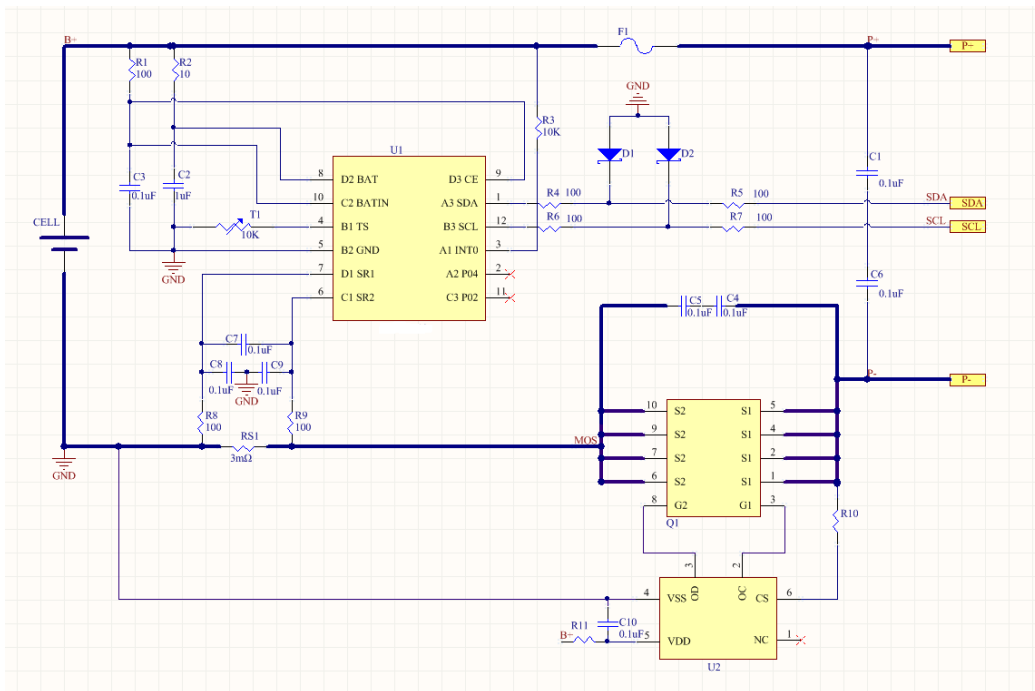 B+
F1
P+
P+
R1
100
R2
10
GND
R3
10K
D1
D2
U1
C3
0.1uF
C2
1uF
C1
0.1uF
8 D2 BAT
D3 CE 9
10 C2 BATIN
A3 SDA 1
4 B1 TS
B3 SCL 12
5 B2 GND
A1 INT0 3
7 D1 SR1
A2 P04 2
6 C1 SR2
C3 P02 11
R4 100
R5 100
SDA
SDA
R6 100
R7 100
SCL
SCL
CELL
T1
10K
GND
C6
0.1uF
C5
0.1uF
C4
0.1uF
C7
0.1uF
C8
0.1uF
C9
0.1uF
GND
P-
P-
R8
100
R9
100
RS1
3mΩ
MOS
GND
10 S2 S1 5
9 S2 S1 4
7 S2 S1 2
6 S2 S1 1
8 G2 G1 3
Q1
R10
3
2
OD
OC
4 VSS
CS 6
R11
B+
C10
0.1uF
5 VDD
NC 1
U2